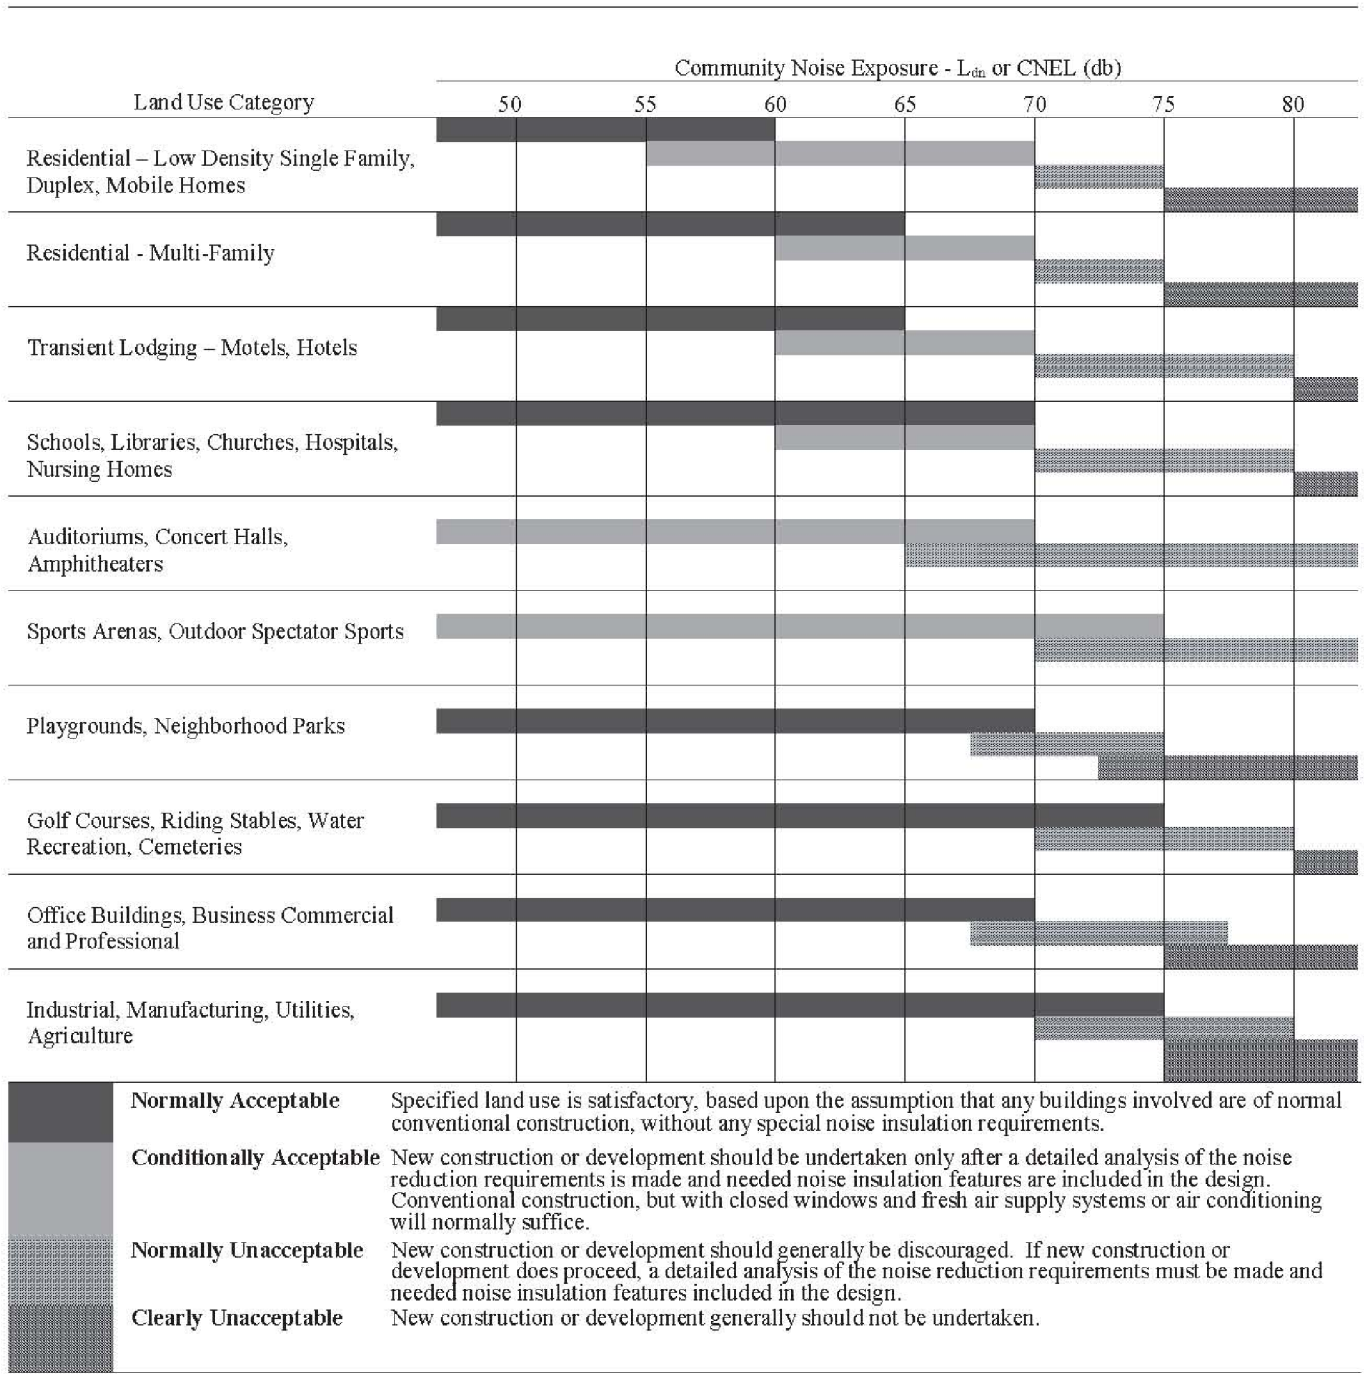 Community Noise Exposure - Ldn or CNEL (db)
Land Use Category 50 55 60 65 70 75 80
Residential – Low Density Single Family,
Duplex, Mobile Homes
Residential - Multi-Family
Transient Lodging – Motels, Hotels
Schools, Libraries, Churches, Hospitals,
Nursing Homes
Auditoriums, Concert Halls,
Amphitheaters
Sports Arenas, Outdoor Spectator Sports
Playgrounds, Neighborhood Parks
Golf Courses, Riding Stables, Water
Recreation, Cemeteries
Office Buildings, Business Commercial
and Professional
Industrial, Manufacturing, Utilities,
Agriculture
Normally Acceptable Specified land use is satisfactory, based upon the assumption that any buildings involved are of normal
conventional construction, without any special noise insulation requirements.
Conditionally Acceptable New construction or development should be undertaken only after a detailed analysis of the noise
reduction requirements is made and needed noise insulation features are included in the design.
Conventional construction, but with closed windows and fresh air supply systems or air conditioning
will normally suffice.
Normally Unacceptable New construction or development should generally be discouraged. If new construction or
development does proceed, a detailed analysis of the noise reduction requirements must be made and
needed noise insulation features included in the design.
Clearly Unacceptable New construction or development generally should not be undertaken.